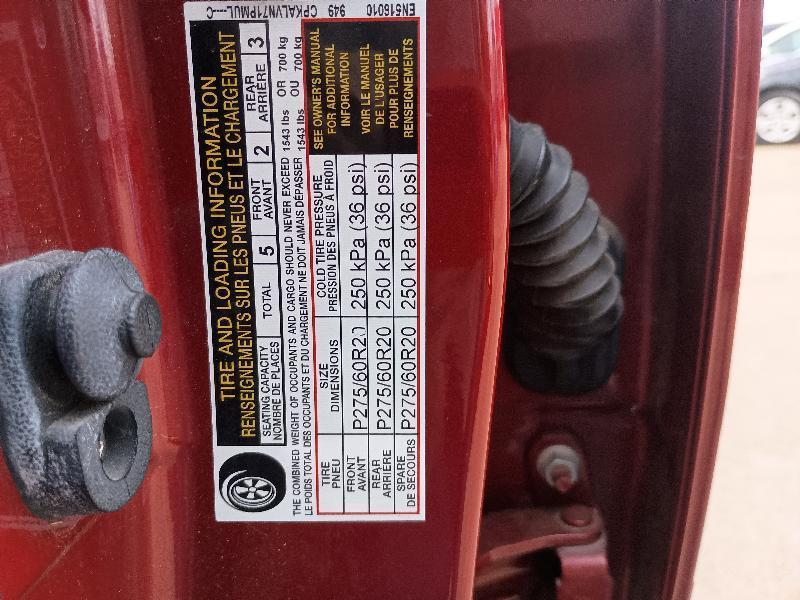 TIRE AND LOADING INFORMATION
RENSEIGNEMENTS SUR LES PNEUS ET LE CHARGEMENT
SEATING CAPACITY
NOMBRE DE PLACES
TOTAL 5
FRONT
AVANT 2
REAR
ARRIÈRE 3
THE COMBINED WEIGHT OF OCCUPANTS AND CARGO SHOULD NEVER EXCEED 1543 lbs OR 700 kg
LE POIDS TOTAL DES OCCUPANTS ET DU CHARGEMENT NE DOIT JAMAIS DÉPASSER 1543 lbs OU 700 kg
TIRE
PNEU
SIZE
DIMENSIONS
COLD TIRE PRESSURE
PRESSION DES PNEUS À FROID
FRONT
AVANT
P275/60R20 250 kPa (36 psi)
REAR
ARRIÈRE
P275/60R20 250 kPa (36 psi)
SPARE
DE SECOURS
P275/60R20 250 kPa (36 psi)
SEE OWNER'S MANUAL
FOR ADDITIONAL
INFORMATION
VOIR LE MANUEL
DE L'USAGER
POUR PLUS DE
RENSEIGNEMENTS
949 CPKALVN71RMUL---C EN516010